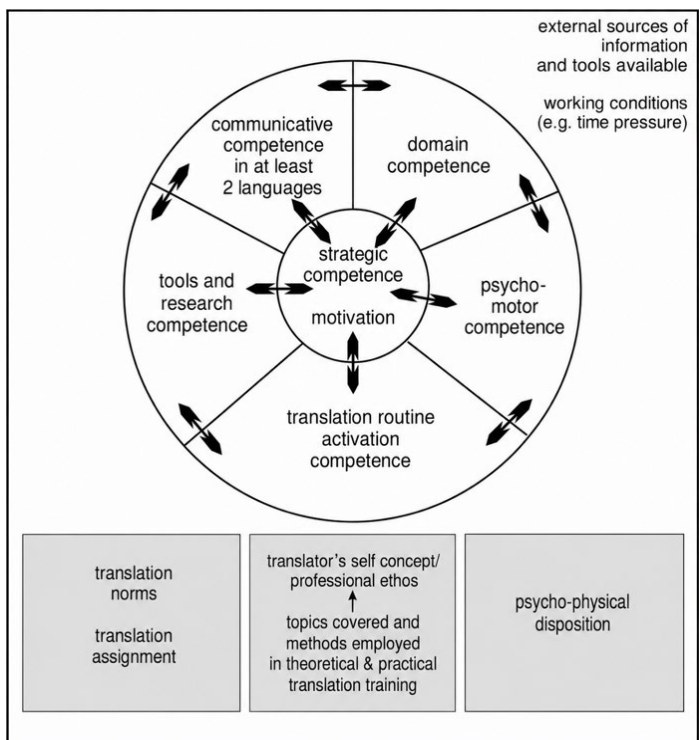 external sources of
information
and tools available
working conditions
(e.g. time pressure)
communicative
competence
in at least
2 languages
domain
competence
strategic
competence
motivation
tools and
research
competence
psycho-
motor
competence
translation routine
activation
competence
translation
norms
translation
assignment
translator's self concept/
professional ethos
topics covered and
methods employed
in theoretical & practical
translation training
psycho-physical
disposition